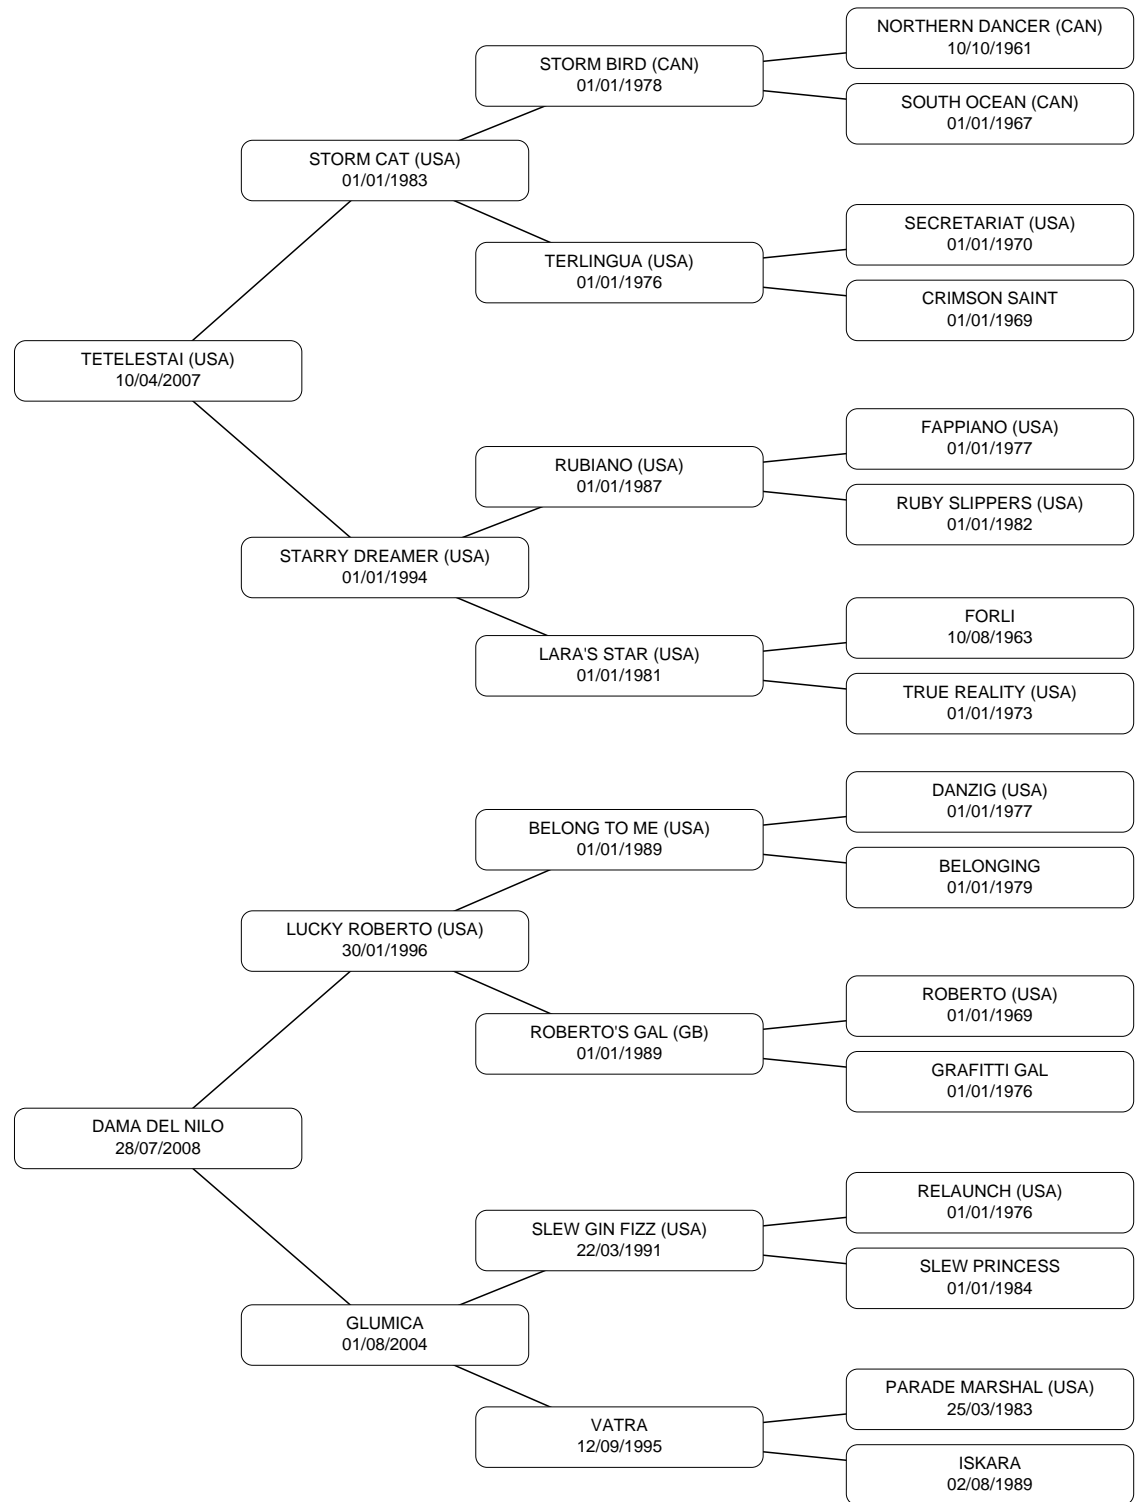 NORTHERN DANCER (CAN)
10/10/1961
STORM BIRD (CAN)
01/01/1978
SOUTH OCEAN (CAN)
01/01/1967
STORM CAT (USA)
01/01/1983
SECRETARIAT (USA)
01/01/1970
TERLINGUA (USA)
01/01/1976
CRIMSON SAINT
01/01/1969
TETELESTAI (USA)
10/04/2007
FAPPIANO (USA)
01/01/1977
RUBIANO (USA)
01/01/1987
RUBY SLIPPERS (USA)
01/01/1982
STARRY DREAMER (USA)
01/01/1994
FORLI
10/08/1963
LARA'S STAR (USA)
01/01/1981
TRUE REALITY (USA)
01/01/1973
DANZIG (USA)
01/01/1977
BELONG TO ME (USA)
01/01/1989
BELONGING
01/01/1979
LUCKY ROBERTO (USA)
30/01/1996
ROBERTO (USA)
01/01/1969
ROBERTO'S GAL (GB)
01/01/1989
GRAFITTI GAL
01/01/1976
DAMA DEL NILO
28/07/2008
RELAUNCH (USA)
01/01/1976
SLEW GIN FIZZ (USA)
22/03/1991
SLEW PRINCESS
01/01/1984
GLUMICA
01/08/2004
PARADE MARSHAL (USA)
25/03/1983
VATRA
12/09/1995
ISKARA
02/08/1989